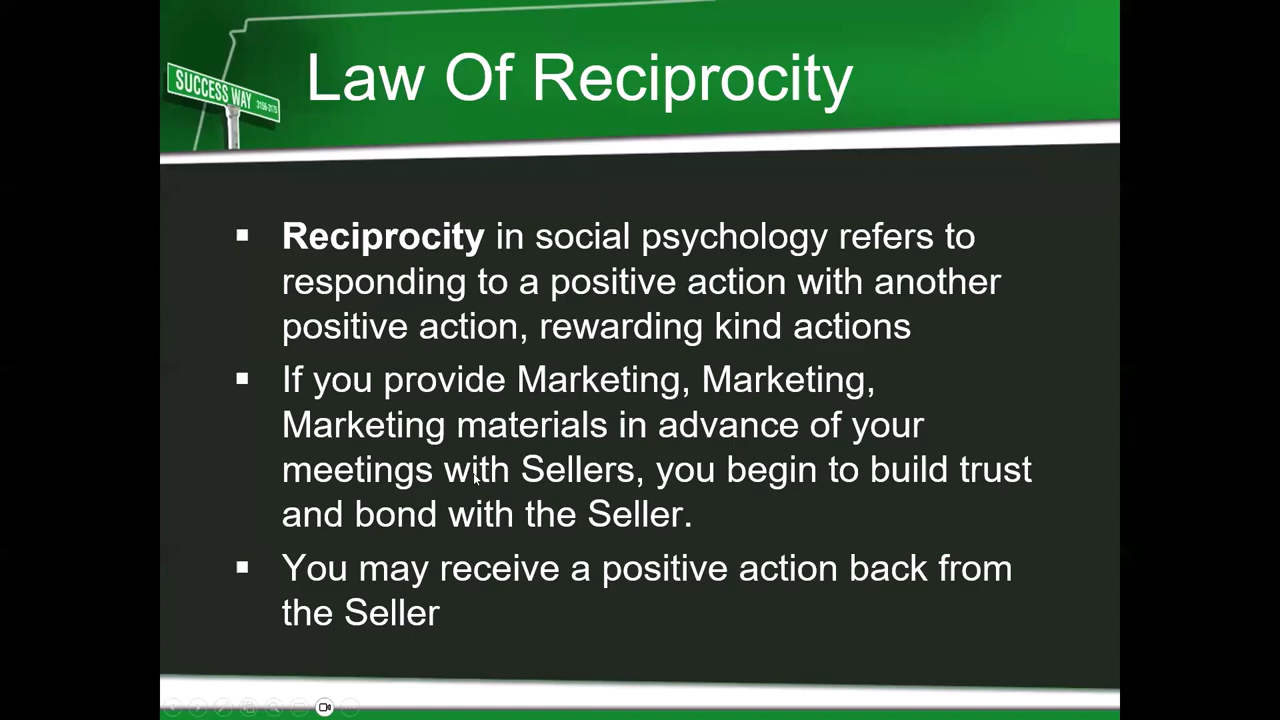 Law Of Reciprocity
SUCCESS WAY
▪ Reciprocity in social psychology refers to
responding to a positive action with another
positive action, rewarding kind actions
▪ If you provide Marketing, Marketing,
Marketing materials in advance of your
meetings with Sellers, you begin to build trust
and bond with the Seller.
▪ You may receive a positive action back from
the Seller